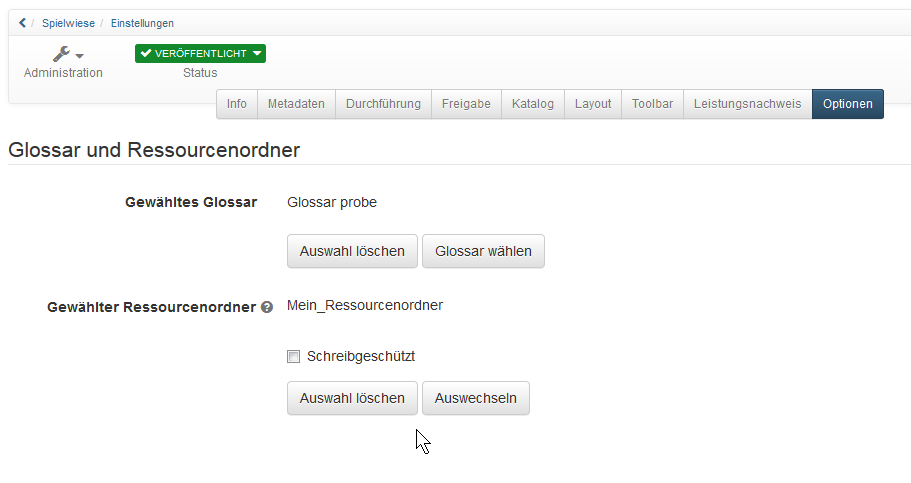 / Spielwiese / Einstellungen
Administration
VERÖFFENTLICHT
Status
Info Metadaten Durchführung Freigabe Katalog Layout Toolbar Leistungsnachweis Optionen
Glossar und Ressourcenordner
Gewähltes Glossar Glossar probe
Auswahl löschen Glossar wählen
Gewählter Ressourcenordner ? Mein_Ressourcenordner
Schreibgeschützt
Auswahl löschen Auswechseln